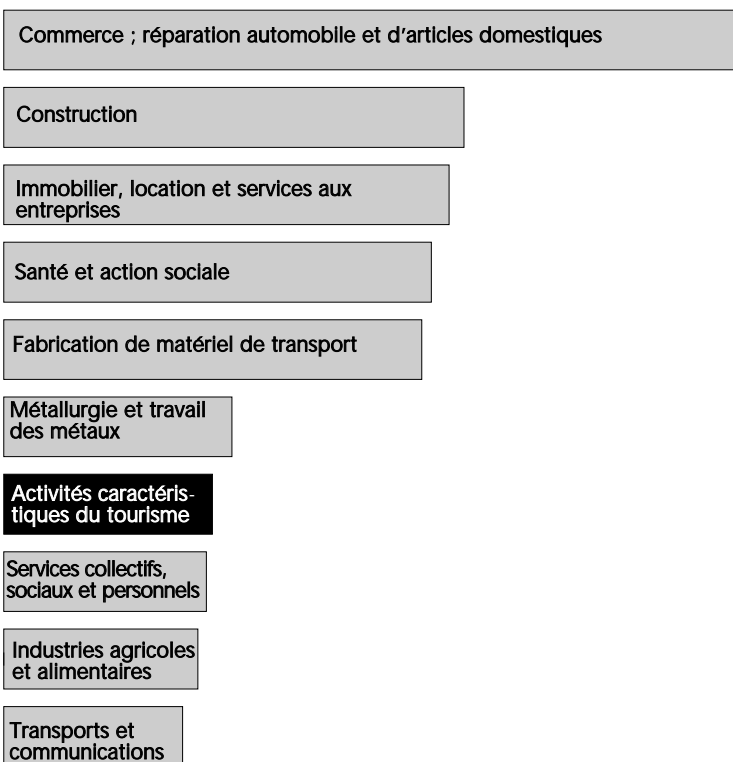 Commerce ; réparation automobile et d'articles domestiques
Construction
Immobilier, location et services aux
entreprises
Santé et action sociale
Fabrication de matériel de transport
Métallurgie et travail
des métaux
Activités caractéris-
tiques du tourisme
Services collectifs,
sociaux et personnels
Industries agricoles
et alimentaires
Transports et
communications